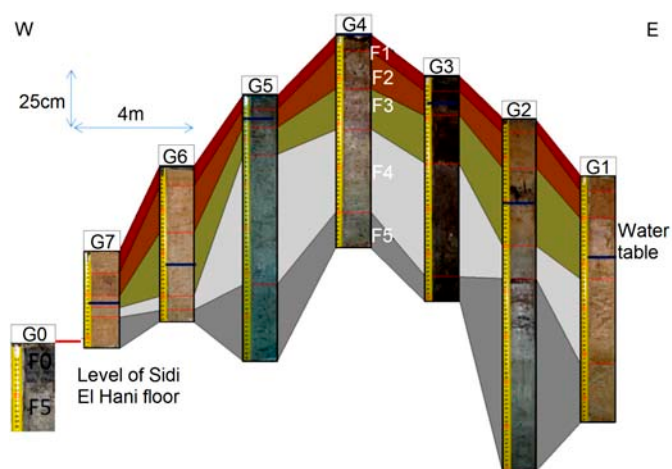 W
E
G4
F1
G3
F2
G5
25cm
F3
G2
4m
G6
F4
G1
G7
F5
Water
table
G0
F0
Level of Sidi
El Hani floor
F5